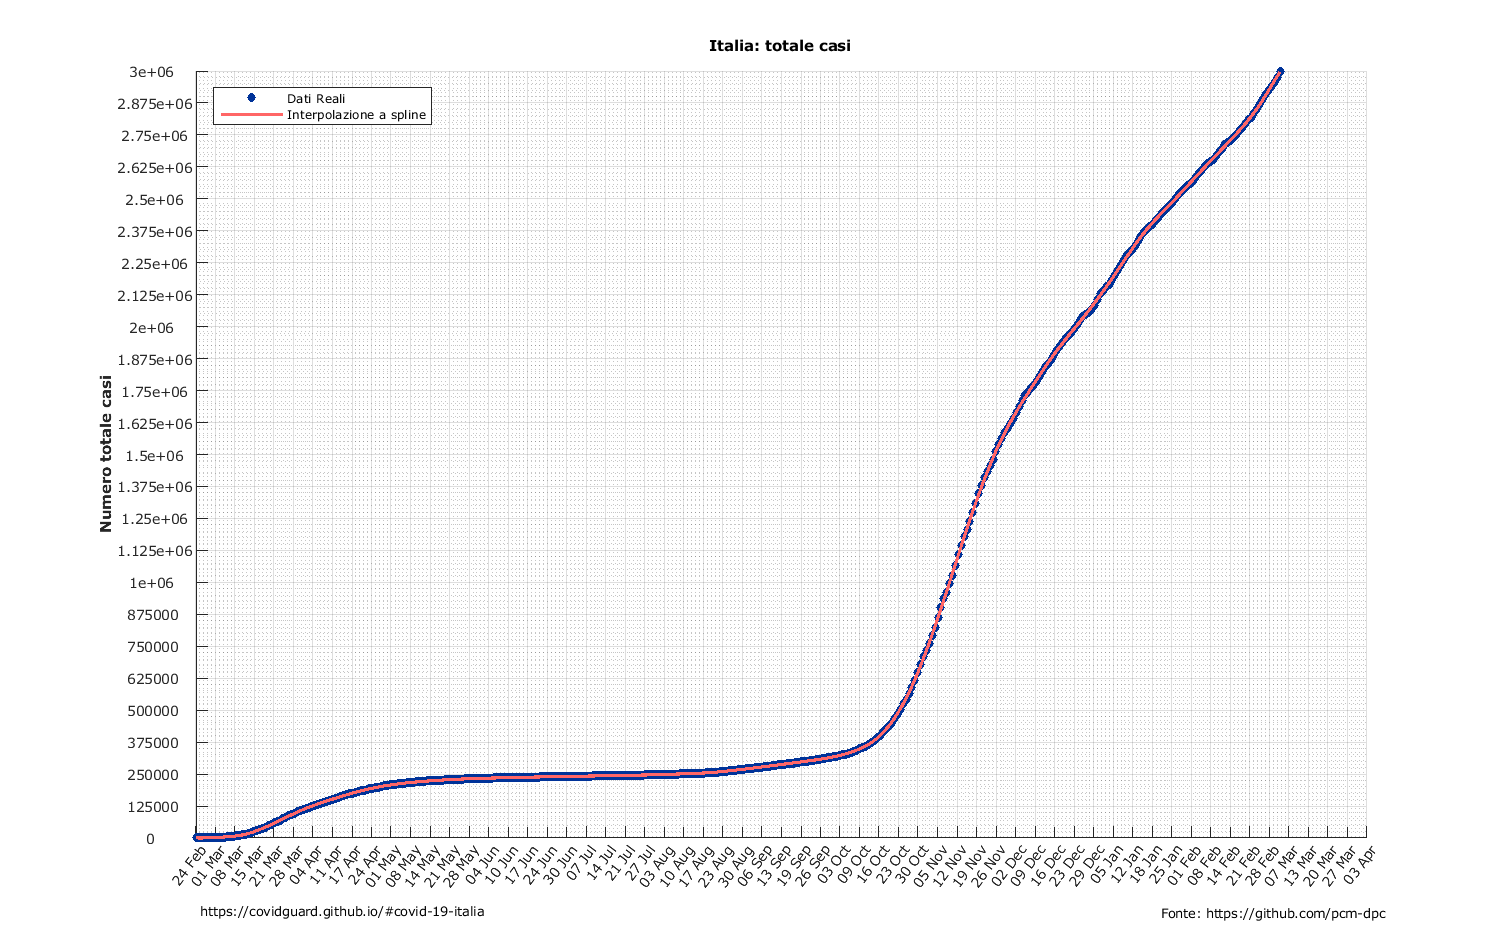 Italia: totale casi
Dati Reali
Interpolazione a spline
Numero totale casi
3e+06
2.875e+06
2.75e+06
2.625e+06
2.5e+06
2.375e+06
2.25e+06
2.125e+06
2e+06
1.875e+06
1.75e+06
1.625e+06
1.5e+06
1.375e+06
1.25e+06
1.125e+06
1e+06
875000
750000
625000
500000
375000
250000
125000
0
24 Feb
01 Mar
08 Mar
15 Mar
21 Mar
28 Mar
04 Apr
11 Apr
17 Apr
24 Apr
01 May
08 May
14 May
21 May
28 May
04 Jun
10 Jun
17 Jun
24 Jun
30 Jun
07 Jul
14 Jul
21 Jul
27 Jul
03 Aug
10 Aug
17 Aug
23 Aug
30 Aug
06 Sep
13 Sep
19 Sep
26 Sep
03 Oct
09 Oct
16 Oct
23 Oct
30 Oct
05 Nov
12 Nov
19 Nov
26 Nov
02 Dec
09 Dec
16 Dec
23 Dec
29 Dec
05 Jan
12 Jan
18 Jan
25 Jan
01 Feb
08 Feb
14 Feb
21 Feb
28 Feb
07 Mar
13 Mar
20 Mar
27 Mar
03 Apr
https://covidguard.github.io/#covid-19-italia
Fonte: https://github.com/pcm-dpc